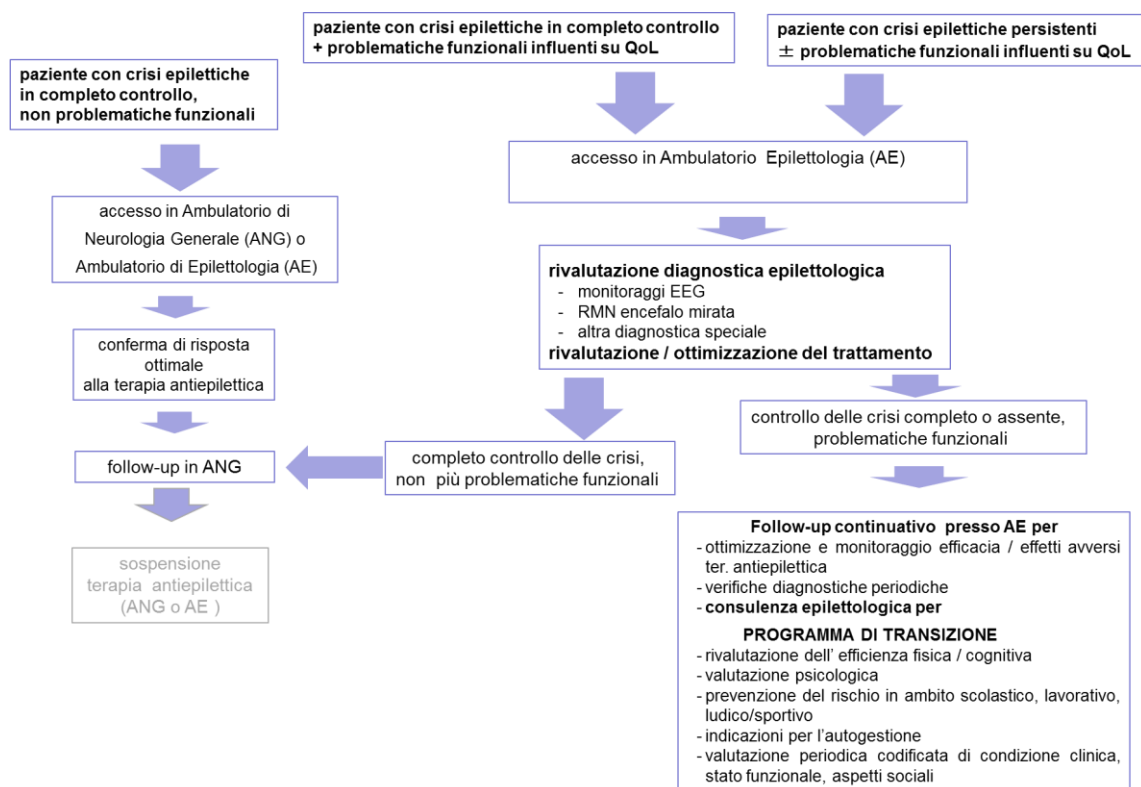 paziente con crisi epilettiche
in completo controllo,
non problematiche funzionali
accesso in Ambulatorio di
Neurologia Generale (ANG) o
Ambulatorio di Epilettologia (AE)
conferma di risposta
ottimale
alla terapia antiepilettica
follow-up in ANG
sospensione
terapia antiepilettica
(ANG o AE )
paziente con crisi epilettiche in completo controllo
+ problematiche funzionali influenti su QoL
paziente con crisi epilettiche persistenti
± problematiche funzionali influenti su QoL
accesso in Ambulatorio Epilettologia (AE)
rivalutazione diagnostica epilettologica
- monitoraggi EEG
- RMN encefalo mirata
- altra diagnostica speciale
rivalutazione / ottimizzazione del trattamento
completo controllo delle crisi,
non più problematiche funzionali
controllo delle crisi completo o assente,
problematiche funzionali
Follow-up continuativo presso AE per
- ottimizzazione e monitoraggio efficacia / effetti avversi
ter. antiepilettica
- verifiche diagnostiche periodiche
- consulenza epilettologica per
PROGRAMMA DI TRANSIZIONE
- rivalutazione dell' efficienza fisica / cognitiva
- valutazione psicologica
- prevenzione del rischio in ambito scolastico, lavorativo,
ludico/sportivo
- indicazioni per l'autogestione
- valutazione periodica codificata di condizione clinica,
stato funzionale, aspetti sociali